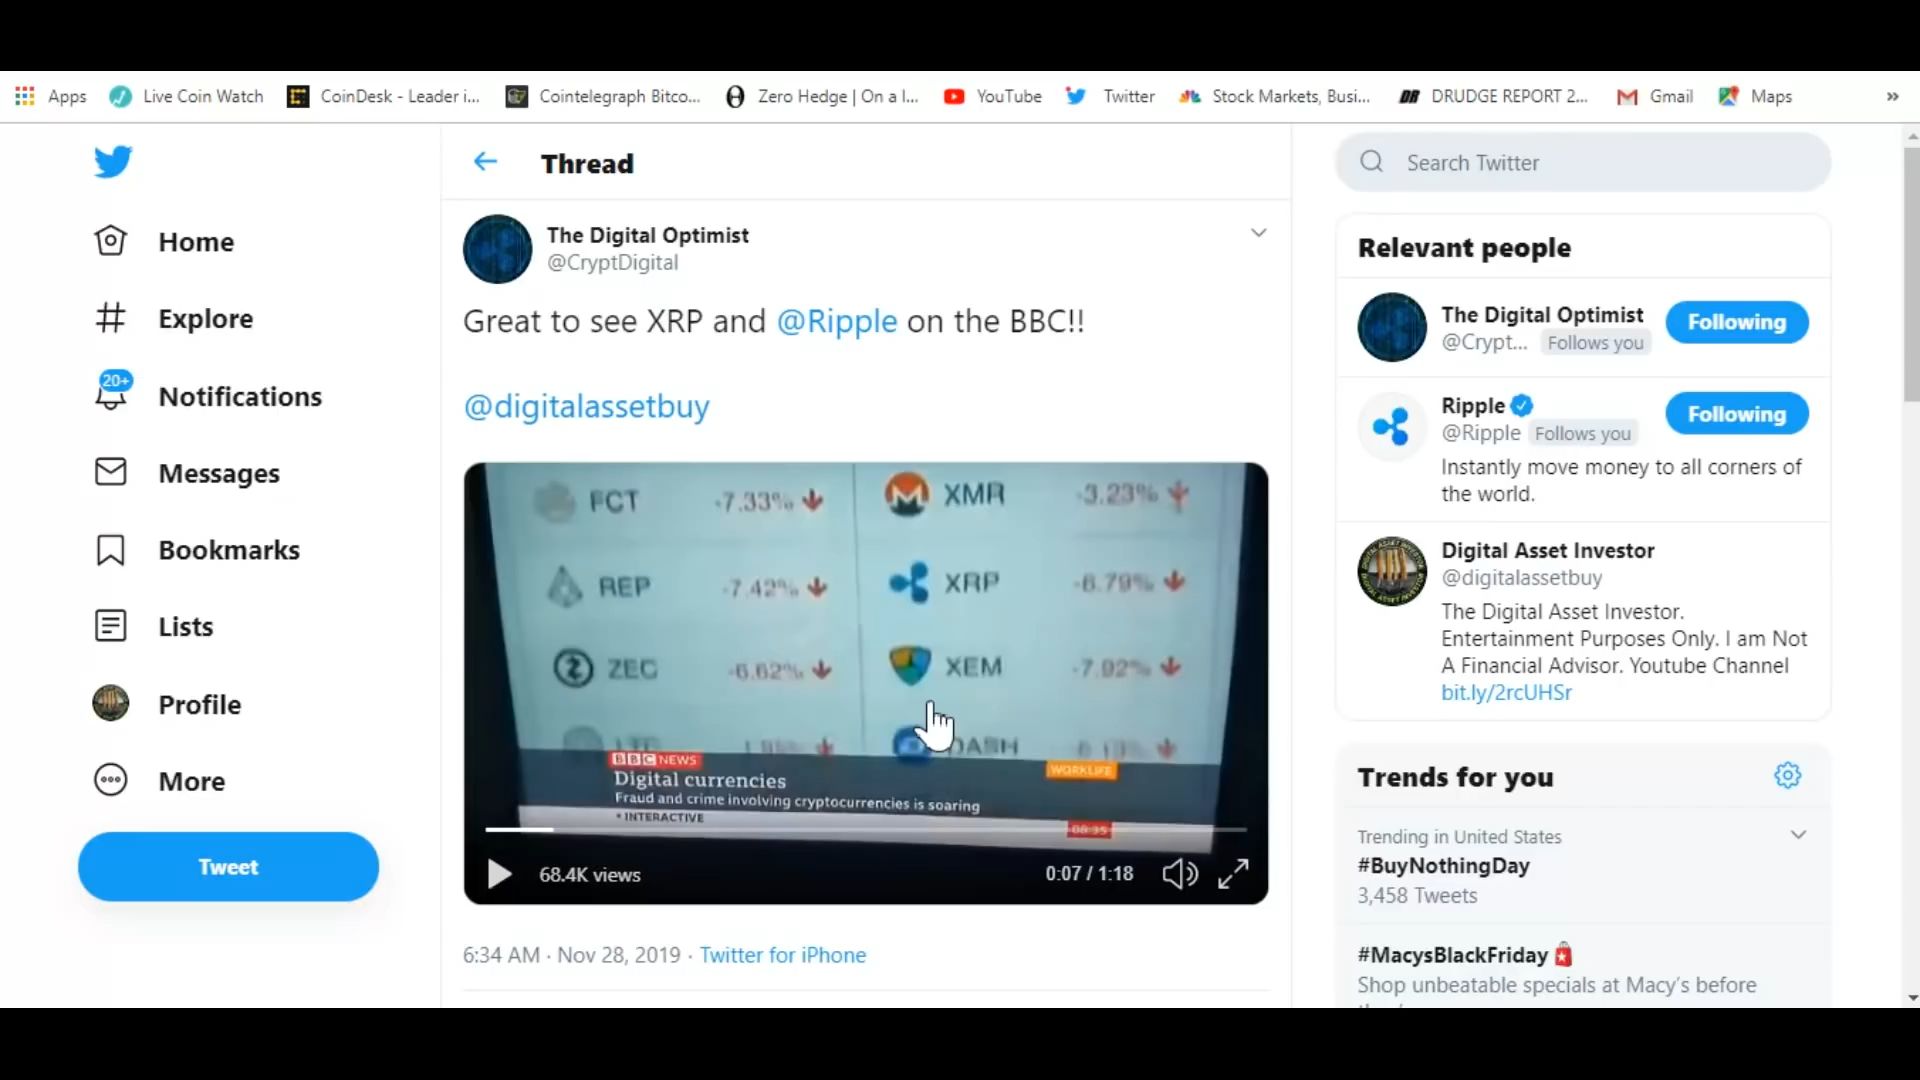 Apps
Live Coin Watch
CoinDesk - Leader i...
Cointelegraph Bitco...
Zero Hedge | On a l...
YouTube
Twitter
Stock Markets, Busi...
DRUDGE REPORT 2...
Gmail
Maps
»
Home
Explore
20+
Notifications
Messages
Bookmarks
Lists
Profile
More
Tweet
Thread
The Digital Optimist
@CryptDigital
Great to see XRP and @Ripple on the BBC!!
@digitalassetbuy
FCT -7.33% XMR -3.23%
REP -7.42% XRP -6.79%
ZEC -6.62% XEM -7.92%
LTC DASH
BBC NEWS
Digital currencies
WORKLIFE
Fraud and crime involving cryptocurrencies is soaring
• INTERACTIVE
08:35
68.4K views
0:07 / 1:18
6:34 AM · Nov 28, 2019 · Twitter for iPhone
Search Twitter
Relevant people
The Digital Optimist
@Crypt... Follows you
Following
Ripple
@Ripple Follows you
Following
Instantly move money to all corners of
the world.
Digital Asset Investor
@digitalassetbuy
The Digital Asset Investor.
Entertainment Purposes Only. I am Not
A Financial Advisor. Youtube Channel
bit.ly/2rcUHSr
Trends for you
Trending in United States
#BuyNothingDay
3,458 Tweets
#MacysBlackFriday
Shop unbeatable specials at Macy's before